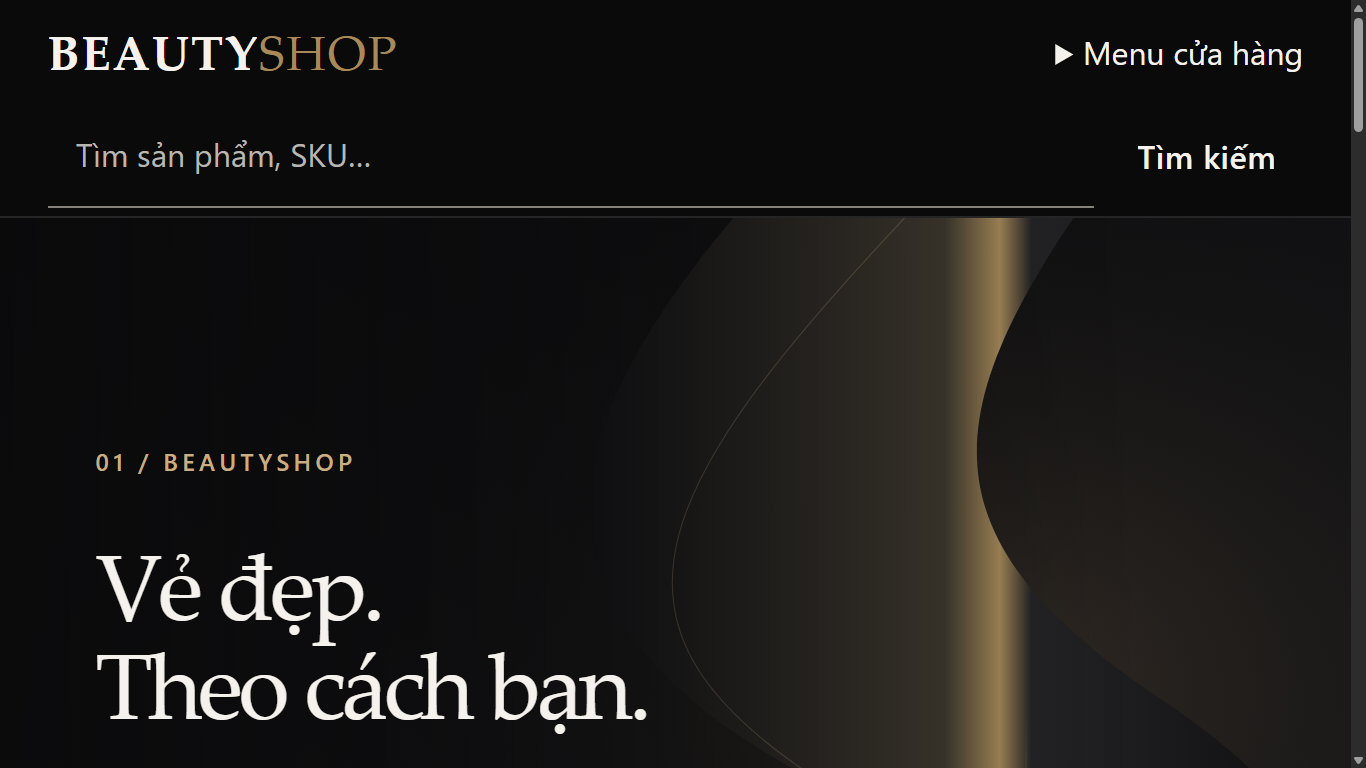 BEAUTYSHOP
Menu cửa hàng
Tìm sản phẩm, SKU...
Tìm kiếm
01 / BEAUTYSHOP
Vẻ đẹp.
Theo cách bạn.